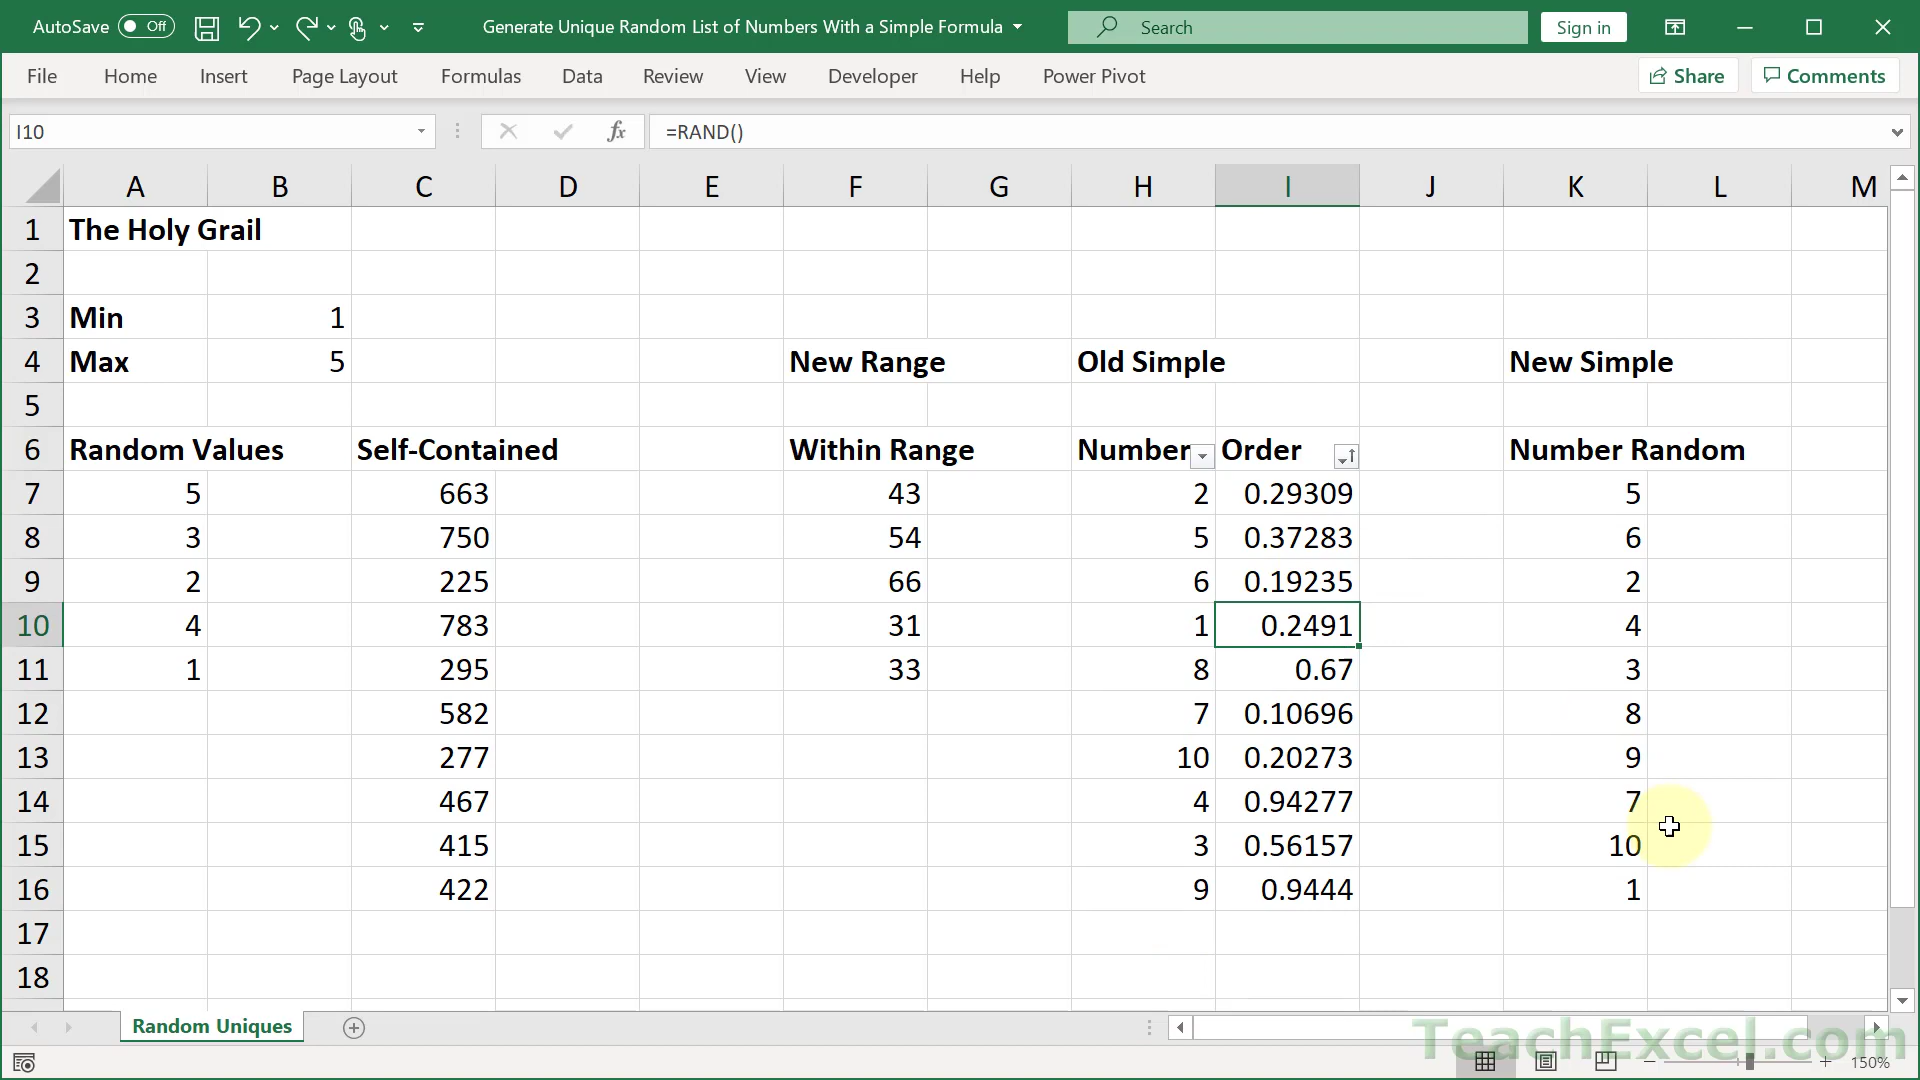 AutoSave Off Generate Unique Random List of Numbers With a Simple Formula Search Sign in
File Home Insert Page Layout Formulas Data Review View Developer Help Power Pivot Share Comments
I10 fx =RAND()
A B C D E F G H I J K L M
1 The Holy Grail
2
3 Min 1
4 Max 5 New Range Old Simple New Simple
5
6 Random Values Self-Contained Within Range Number Order Number Random
7 5 663 43 2 0.29309 5
8 3 750 54 5 0.37283 6
9 2 225 66 6 0.19235 2
10 4 783 31 1 0.2491 4
11 1 295 33 8 0.67 3
12 582 7 0.10696 8
13 277 10 0.20273 9
14 467 4 0.94277 7
15 415 3 0.56157 10
16 422 9 0.9444 1
17
18
Random Uniques
TeachExcel.com
150%